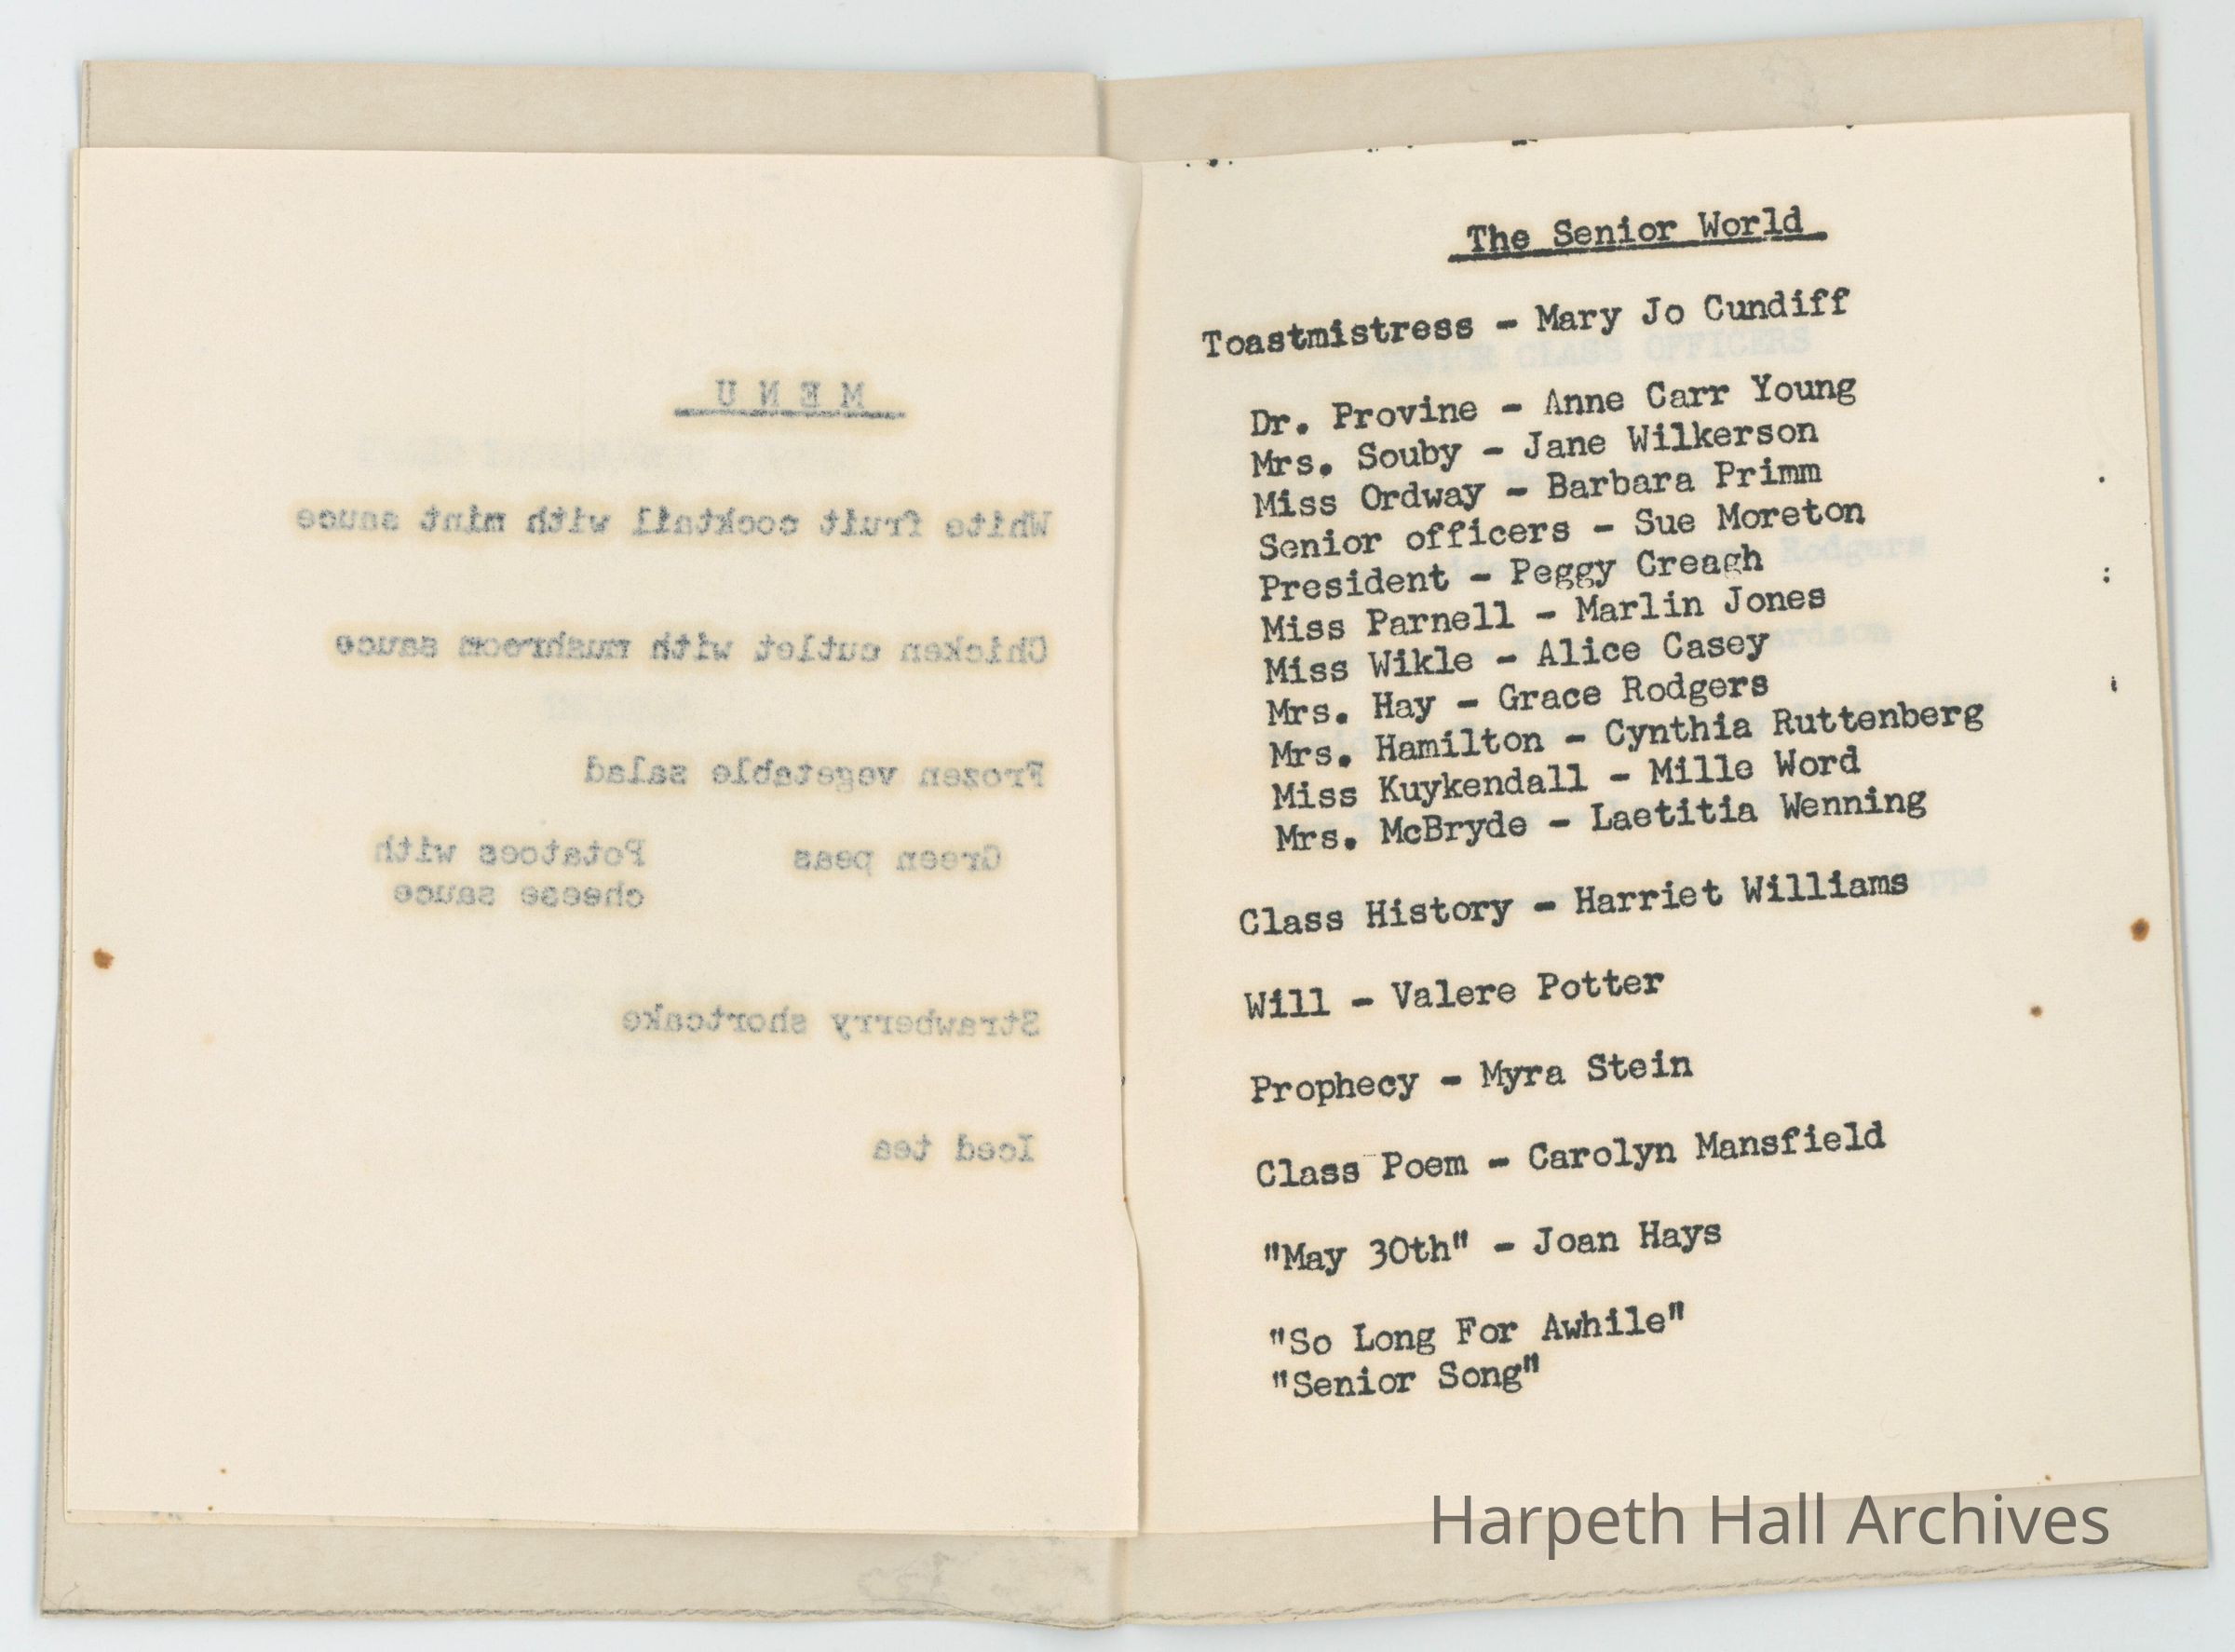 MENU
White fruit cocktail with mint sauce
Chicken cutlet with mushroom sauce
Frozen vegetable salad
Green peas Potatoes with
cheese sauce
Strawberry shortcake
Iced tea
The Senior World
Toastmistress - Mary Jo Cundiff
SENIOR CLASS OFFICERS
Dr. Provine - Anne Carr Young
Mrs. Souby - Jane Wilkerson
Miss Ordway - Barbara Primm
Senior officers - Sue Moreton
Rodgers
President - Peggy Creagh
Miss Parnell - Marlin Jones
Miss Wikle - Alice Casey
Mrs. Hay - Grace Rodgers
Mrs. Hamilton - Cynthia Ruttenberg
Miss Kuykendall - Mille Word
Mrs. McBryde - Laetitia Wenning
Class History - Harriet Williams
Will - Valere Potter
Prophecy - Myra Stein
Class Poem - Carolyn Mansfield
"May 30th" - Joan Hays
"So Long For Awhile"
"Senior Song"
Harpeth Hall Archives